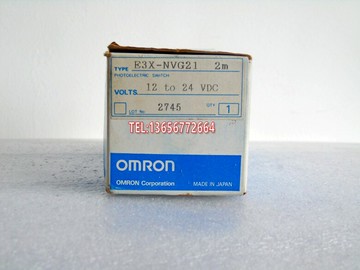 TYPE E3X-NVG21 2m
PHOTOELECTRIC SWITCH
VOLTS 12 to 24 VDC
LOT No. 2745 QTY 1
TEL:13656772664
OMRON
OMRON Corporation MADE IN JAPAN